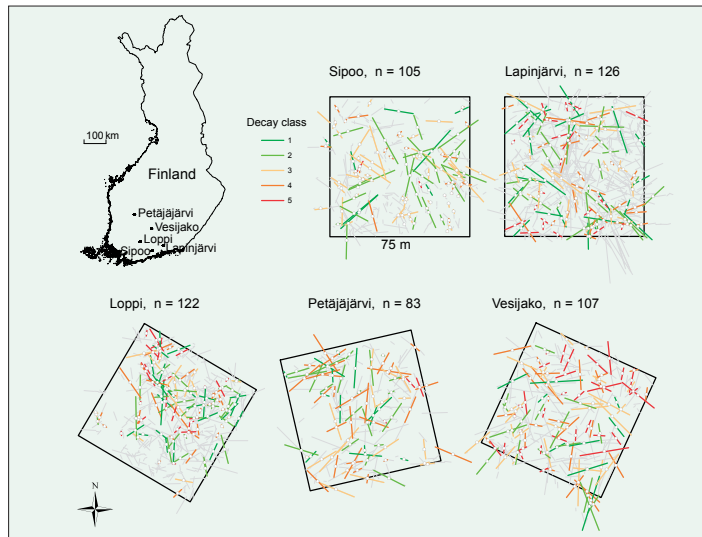 Sipoo, n = 105
Lapinjärvi, n = 126
Decay class
1
2
3
4
5
100 km
Finland
Petäjäjärvi
Vesijako
Loppi
Sipoo
Lapinjärvi
75 m
Loppi, n = 122
Petäjäjärvi, n = 83
Vesijako, n = 107
N